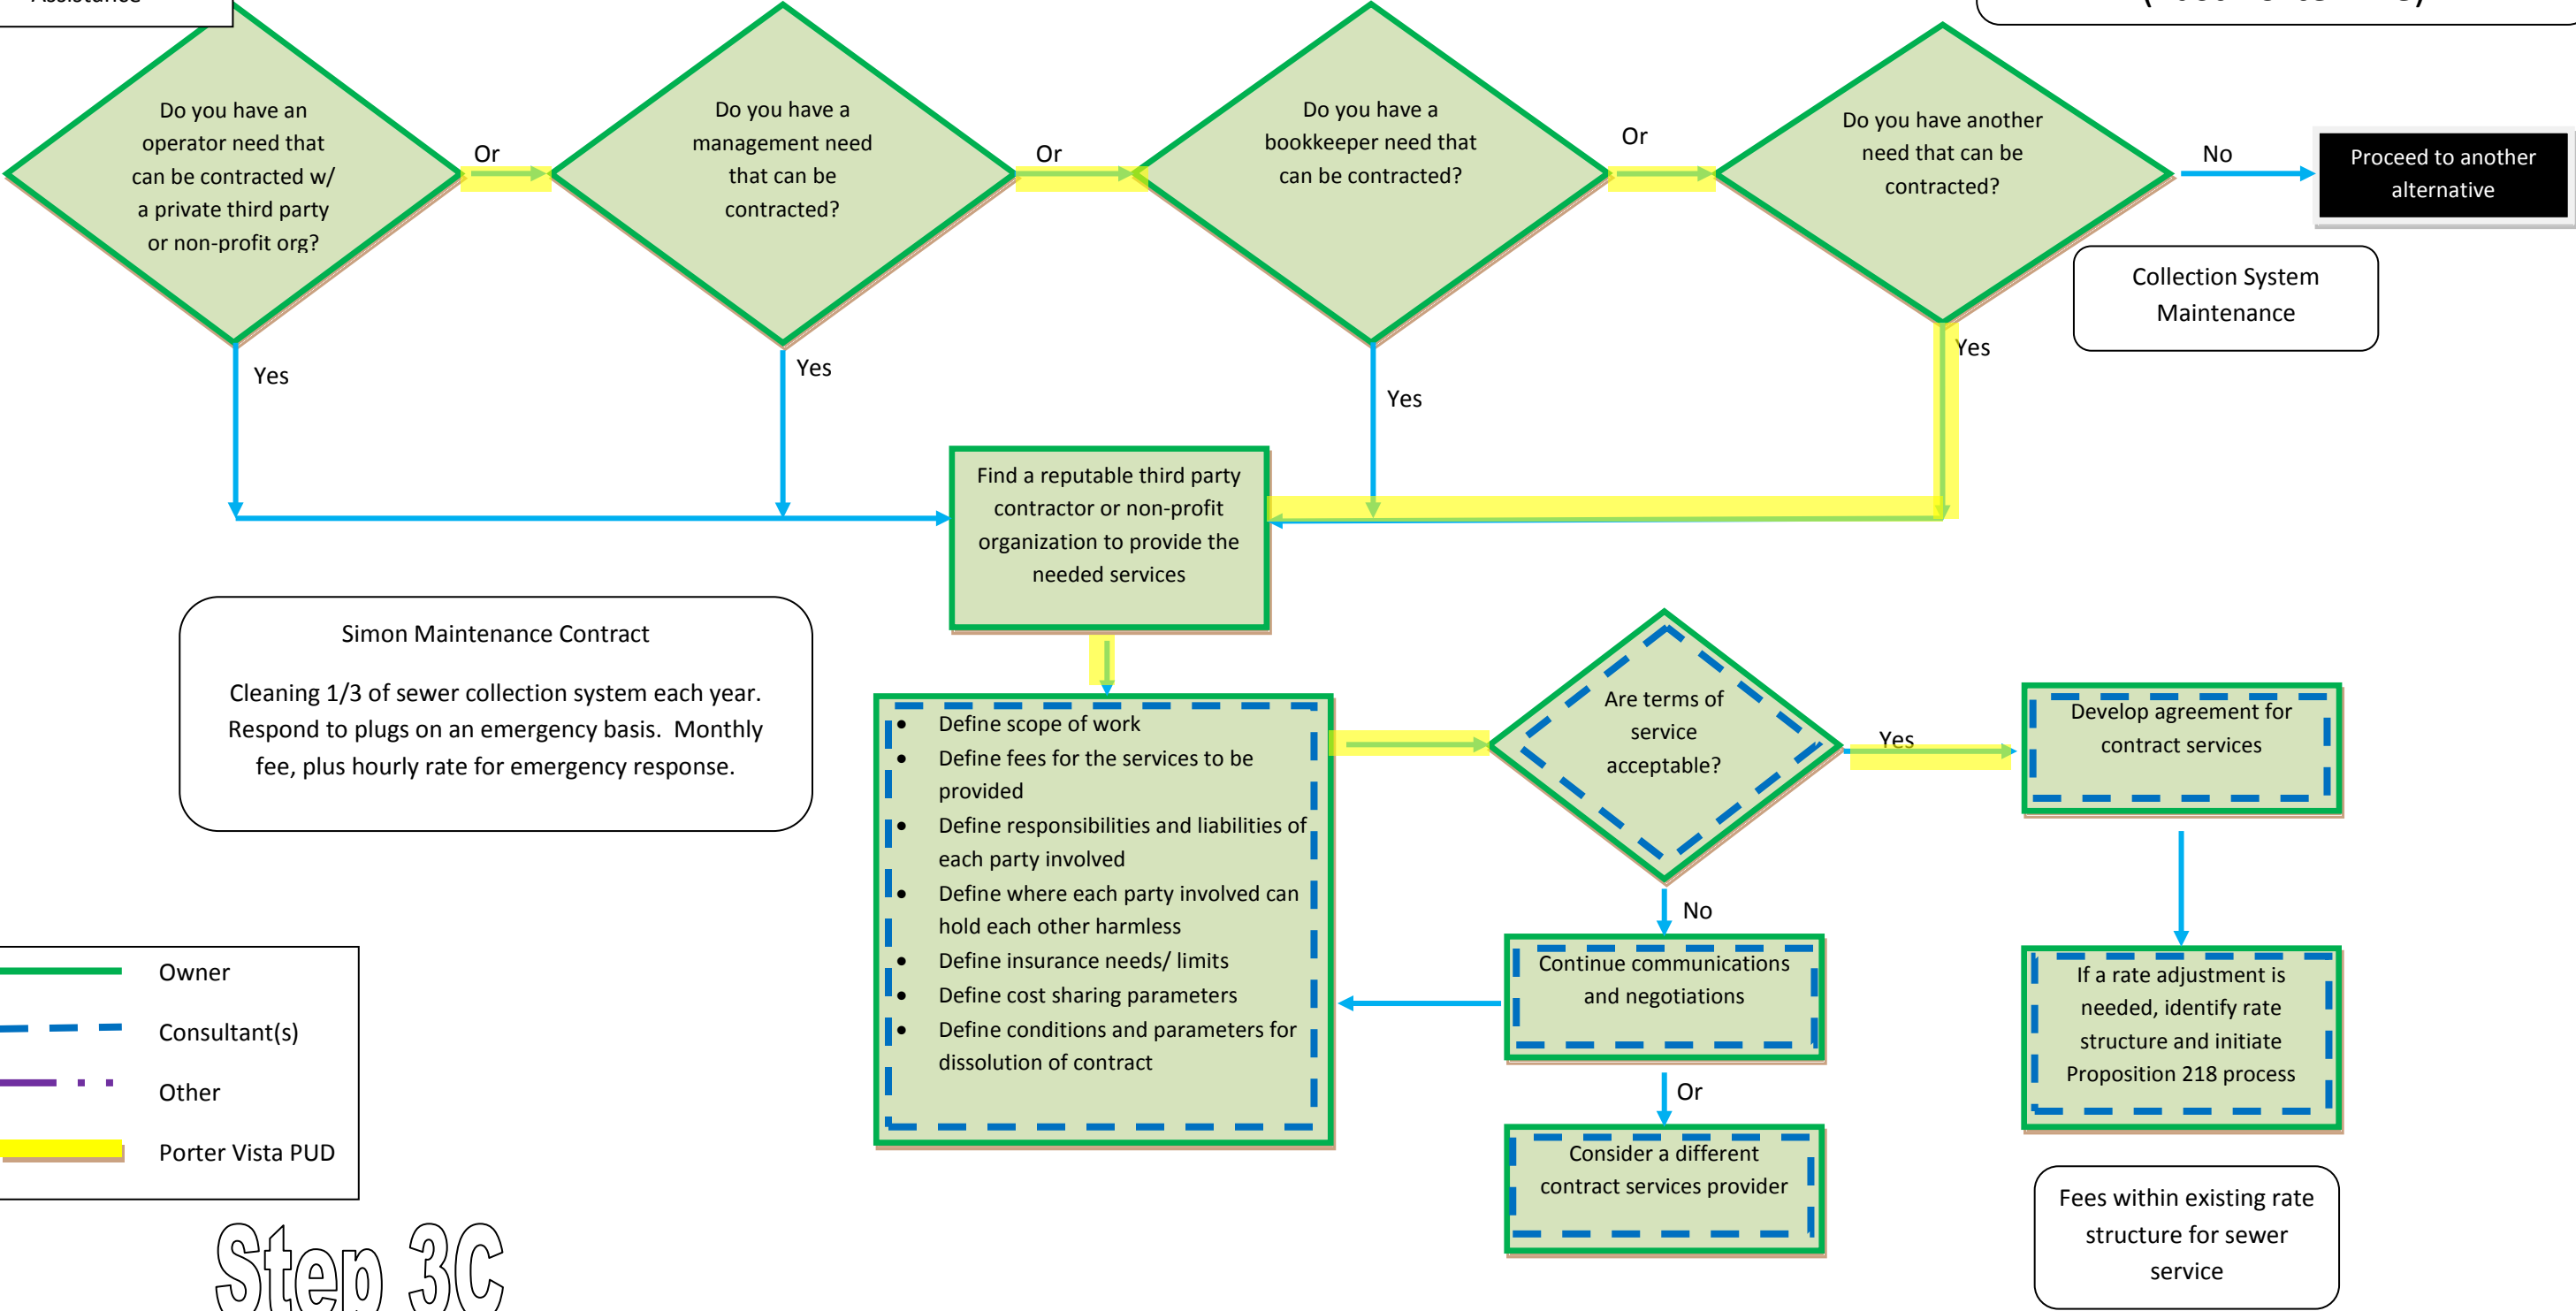 Do you have an
operator need that
can be contracted w/
a private third party
or non-profit org?
Or
Do you have a
management need
that can be
contracted?
Or
Do you have a
bookkeeper need that
can be contracted?
Or
Do you have another
need that can be
contracted?
No
Proceed to another
alternative
Collection System
Maintenance
Yes
Yes
Yes
Yes
Find a reputable third party
contractor or non-profit
organization to provide the
needed services
Simon Maintenance Contract
Cleaning 1/3 of sewer collection system each year.
Respond to plugs on an emergency basis.  Monthly
fee, plus hourly rate for emergency response.
• Define scope of work
• Define fees for the services to be
provided
• Define responsibilities and liabilities of
each party involved
• Define where each party involved can
hold each other harmless
• Define insurance needs/ limits
• Define cost sharing parameters
• Define conditions and parameters for
dissolution of contract
Are terms of
service
acceptable?
Yes
Develop agreement for
contract services
No
Continue communications
and negotiations
Or
Consider a different
contract services provider
If a rate adjustment is
needed, identify rate
structure and initiate
Proposition 218 process
Fees within existing rate
structure for sewer
service
Owner
Consultant(s)
Other
Porter Vista PUD
Step 3C